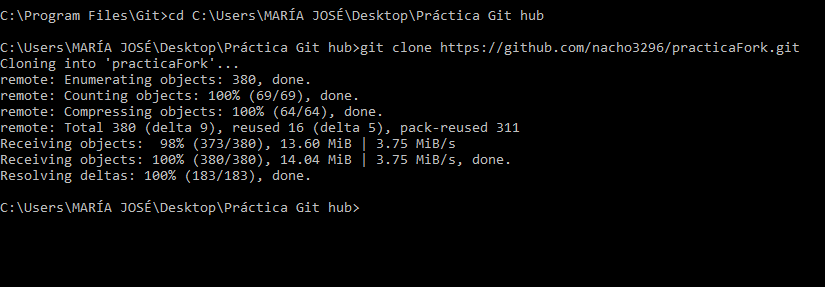 C:\Program Files\Git>cd C:\Users\MARÍA JOSÉ\Desktop\Práctica Git hub
C:\Users\MARÍA JOSÉ\Desktop\Práctica Git hub>git clone https://github.com/nacho3296/practicaFork.git
Cloning into 'practicaFork'...
remote: Enumerating objects: 380, done.
remote: Counting objects: 100% (69/69), done.
remote: Compressing objects: 100% (64/64), done.
remote: Total 380 (delta 9), reused 16 (delta 5), pack-reused 311
Receiving objects:  98% (373/380), 13.60 MiB | 3.75 MiB/s
Receiving objects: 100% (380/380), 14.04 MiB | 3.75 MiB/s, done.
Resolving deltas: 100% (183/183), done.
C:\Users\MARÍA JOSÉ\Desktop\Práctica Git hub>